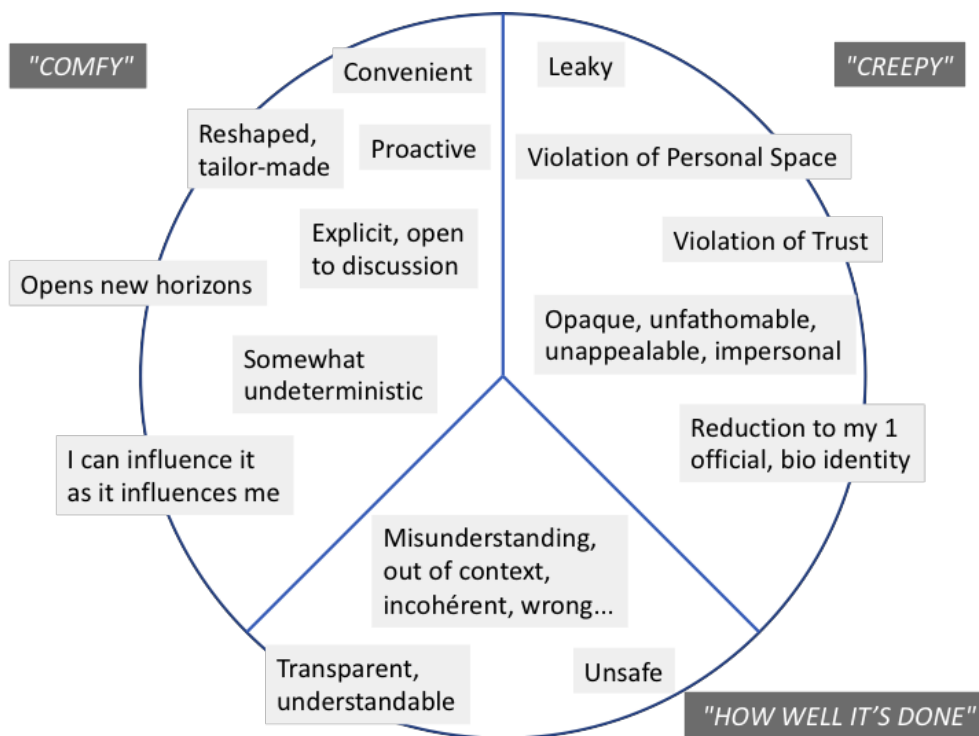 "COMFY"
Convenient
Reshaped,
tailor-made
Proactive
Explicit, open
to discussion
Opens new horizons
Somewhat
undeterministic
I can influence it
as it influences me
"CREEPY"
Leaky
Violation of Personal Space
Violation of Trust
Opaque, unfathomable,
unappealable, impersonal
Reduction to my 1
official, bio identity
Misunderstanding,
out of context,
incohérent, wrong...
Transparent,
understandable
Unsafe
"HOW WELL IT’S DONE"